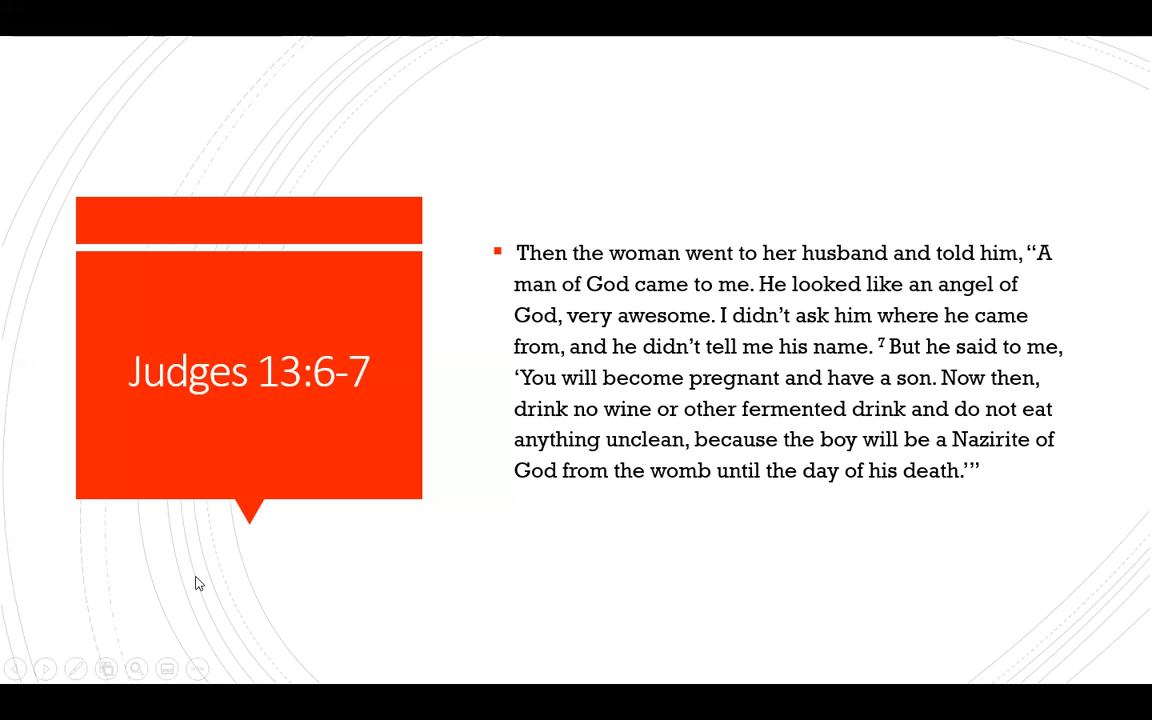 Judges 13:6-7
Then the woman went to her husband and told him, “A
man of God came to me. He looked like an angel of
God, very awesome. I didn’t ask him where he came
from, and he didn’t tell me his name. ⁷ But he said to me,
‘You will become pregnant and have a son. Now then,
drink no wine or other fermented drink and do not eat
anything unclean, because the boy will be a Nazirite of
God from the womb until the day of his death.’”